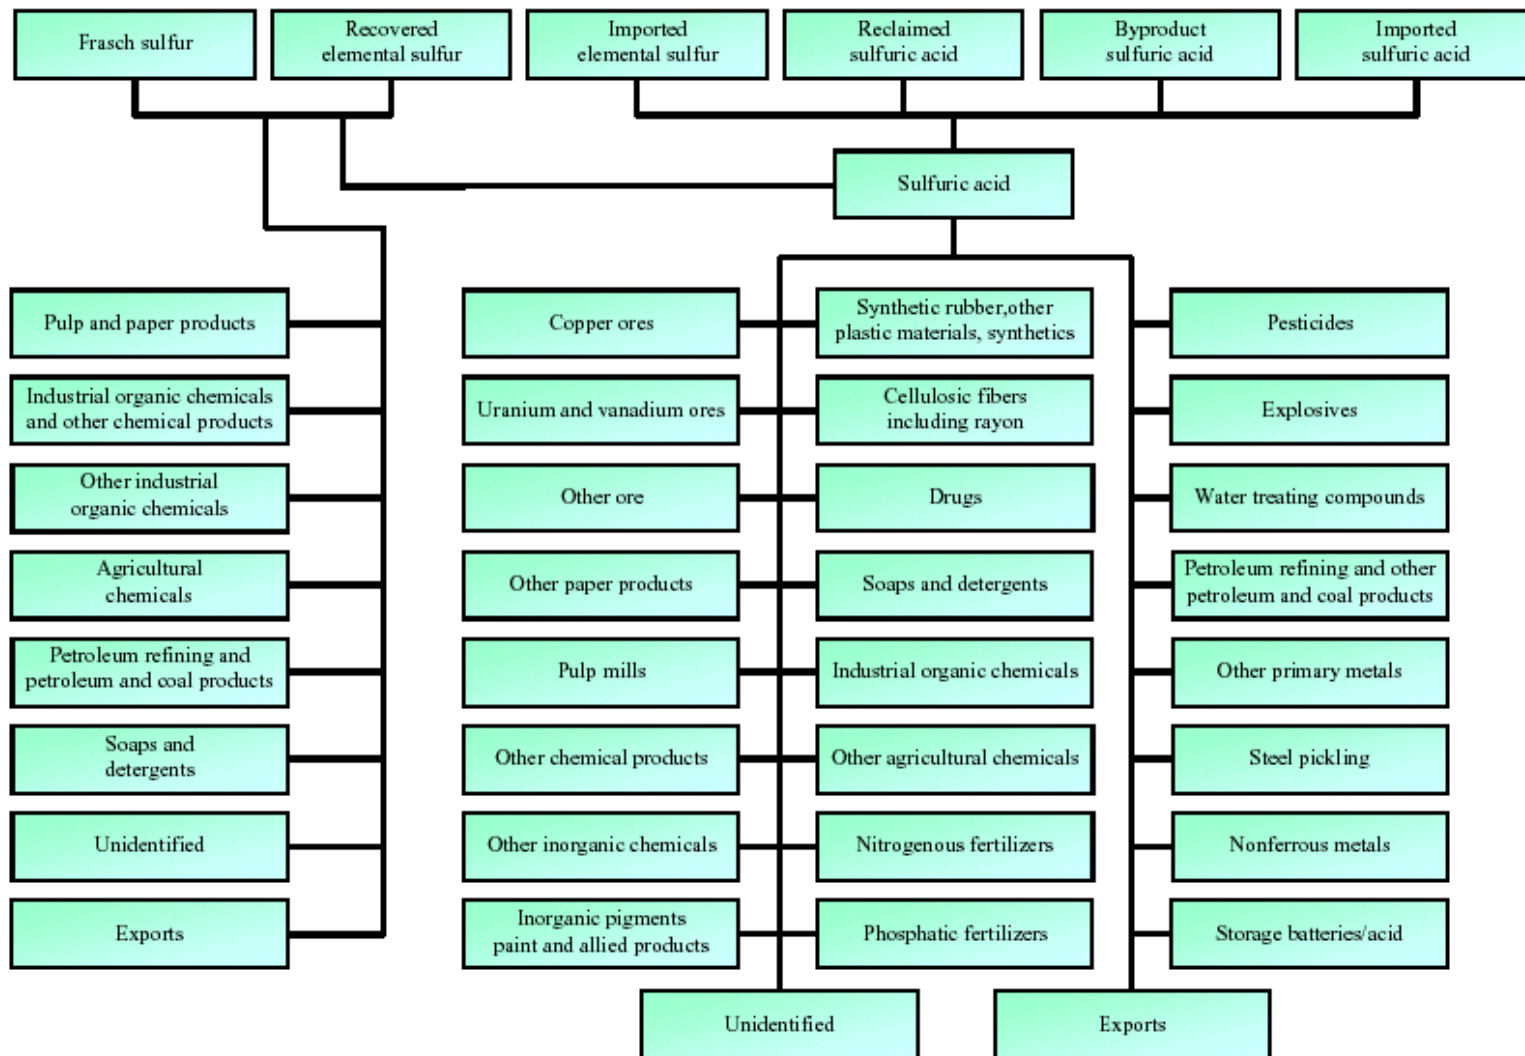 Frasch sulfur
Recovered
elemental sulfur
Imported
elemental sulfur
Reclaimed
sulfuric acid
Byproduct
sulfuric acid
Imported
sulfuric acid
Sulfuric acid
Pulp and paper products
Industrial organic chemicals
and other chemical products
Other industrial
organic chemicals
Agricultural
chemicals
Petroleum refining and
petroleum and coal products
Soaps and
detergents
Unidentified
Exports
Copper ores
Uranium and vanadium ores
Other ore
Other paper products
Pulp mills
Other chemical products
Other inorganic chemicals
Inorganic pigments
paint and allied products
Synthetic rubber,other
plastic materials, synthetics
Cellulosic fibers
including rayon
Drugs
Soaps and detergents
Industrial organic chemicals
Other agricultural chemicals
Nitrogenous fertilizers
Phosphatic fertilizers
Pesticides
Explosives
Water treating compounds
Petroleum refining and other
petroleum and coal products
Other primary metals
Steel pickling
Nonferrous metals
Storage batteries/acid
Unidentified
Exports